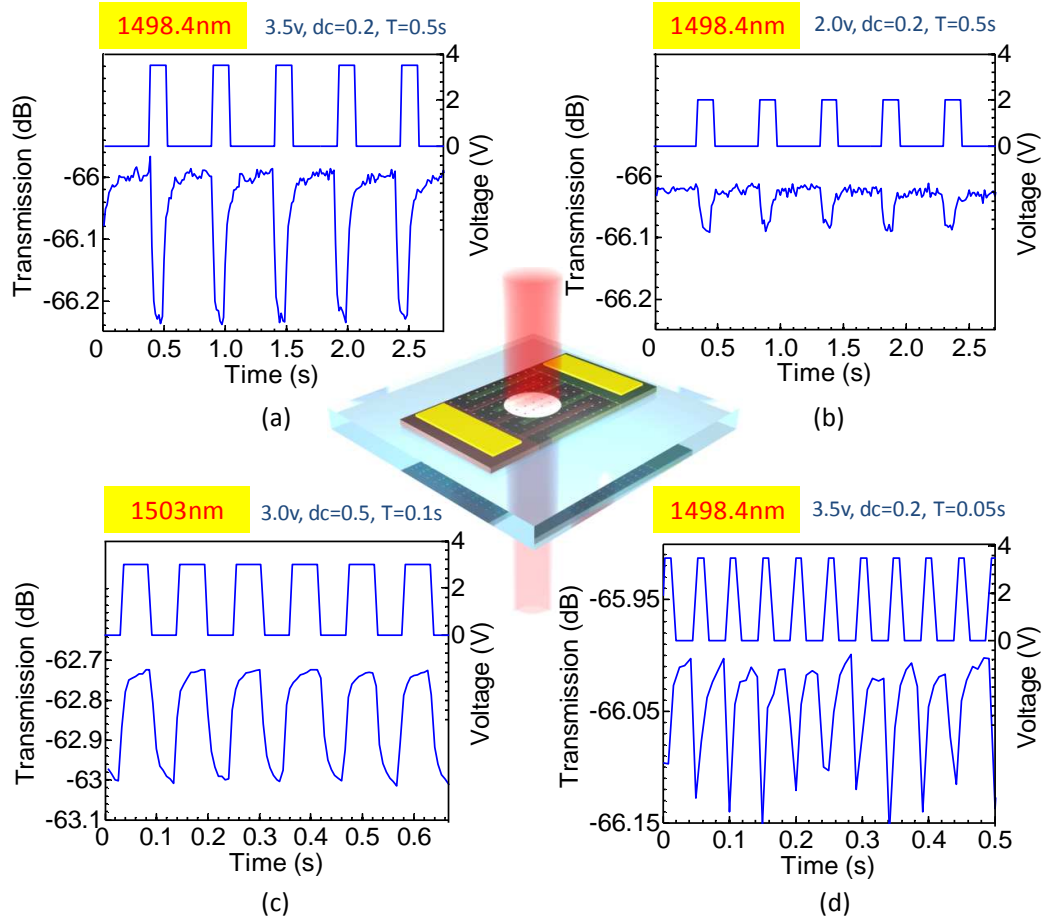 1498.4nm
3.5v, dc=0.2, T=0.5s
Transmission (dB)
-66
-66.1
-66.2
4
2
0
Voltage (V)
0 0.5 1.0 1.5 2.0 2.5
Time (s)
(a)
1498.4nm
2.0v, dc=0.2, T=0.5s
Transmission (dB)
-66
-66.1
-66.2
4
2
0
Voltage (V)
0 0.5 1.0 1.5 2.0 2.5
Time (s)
(b)
1503nm
3.0v, dc=0.5, T=0.1s
Transmission (dB)
-62.7
-62.8
-62.9
-63
-63.1
4
2
0
Voltage (V)
0 0.1 0.2 0.3 0.4 0.5 0.6
Time (s)
(c)
1498.4nm
3.5v, dc=0.2, T=0.05s
Transmission (dB)
-65.95
-66.05
-66.15
4
2
0
Voltage (V)
0 0.1 0.2 0.3 0.4 0.5
Time (s)
(d)